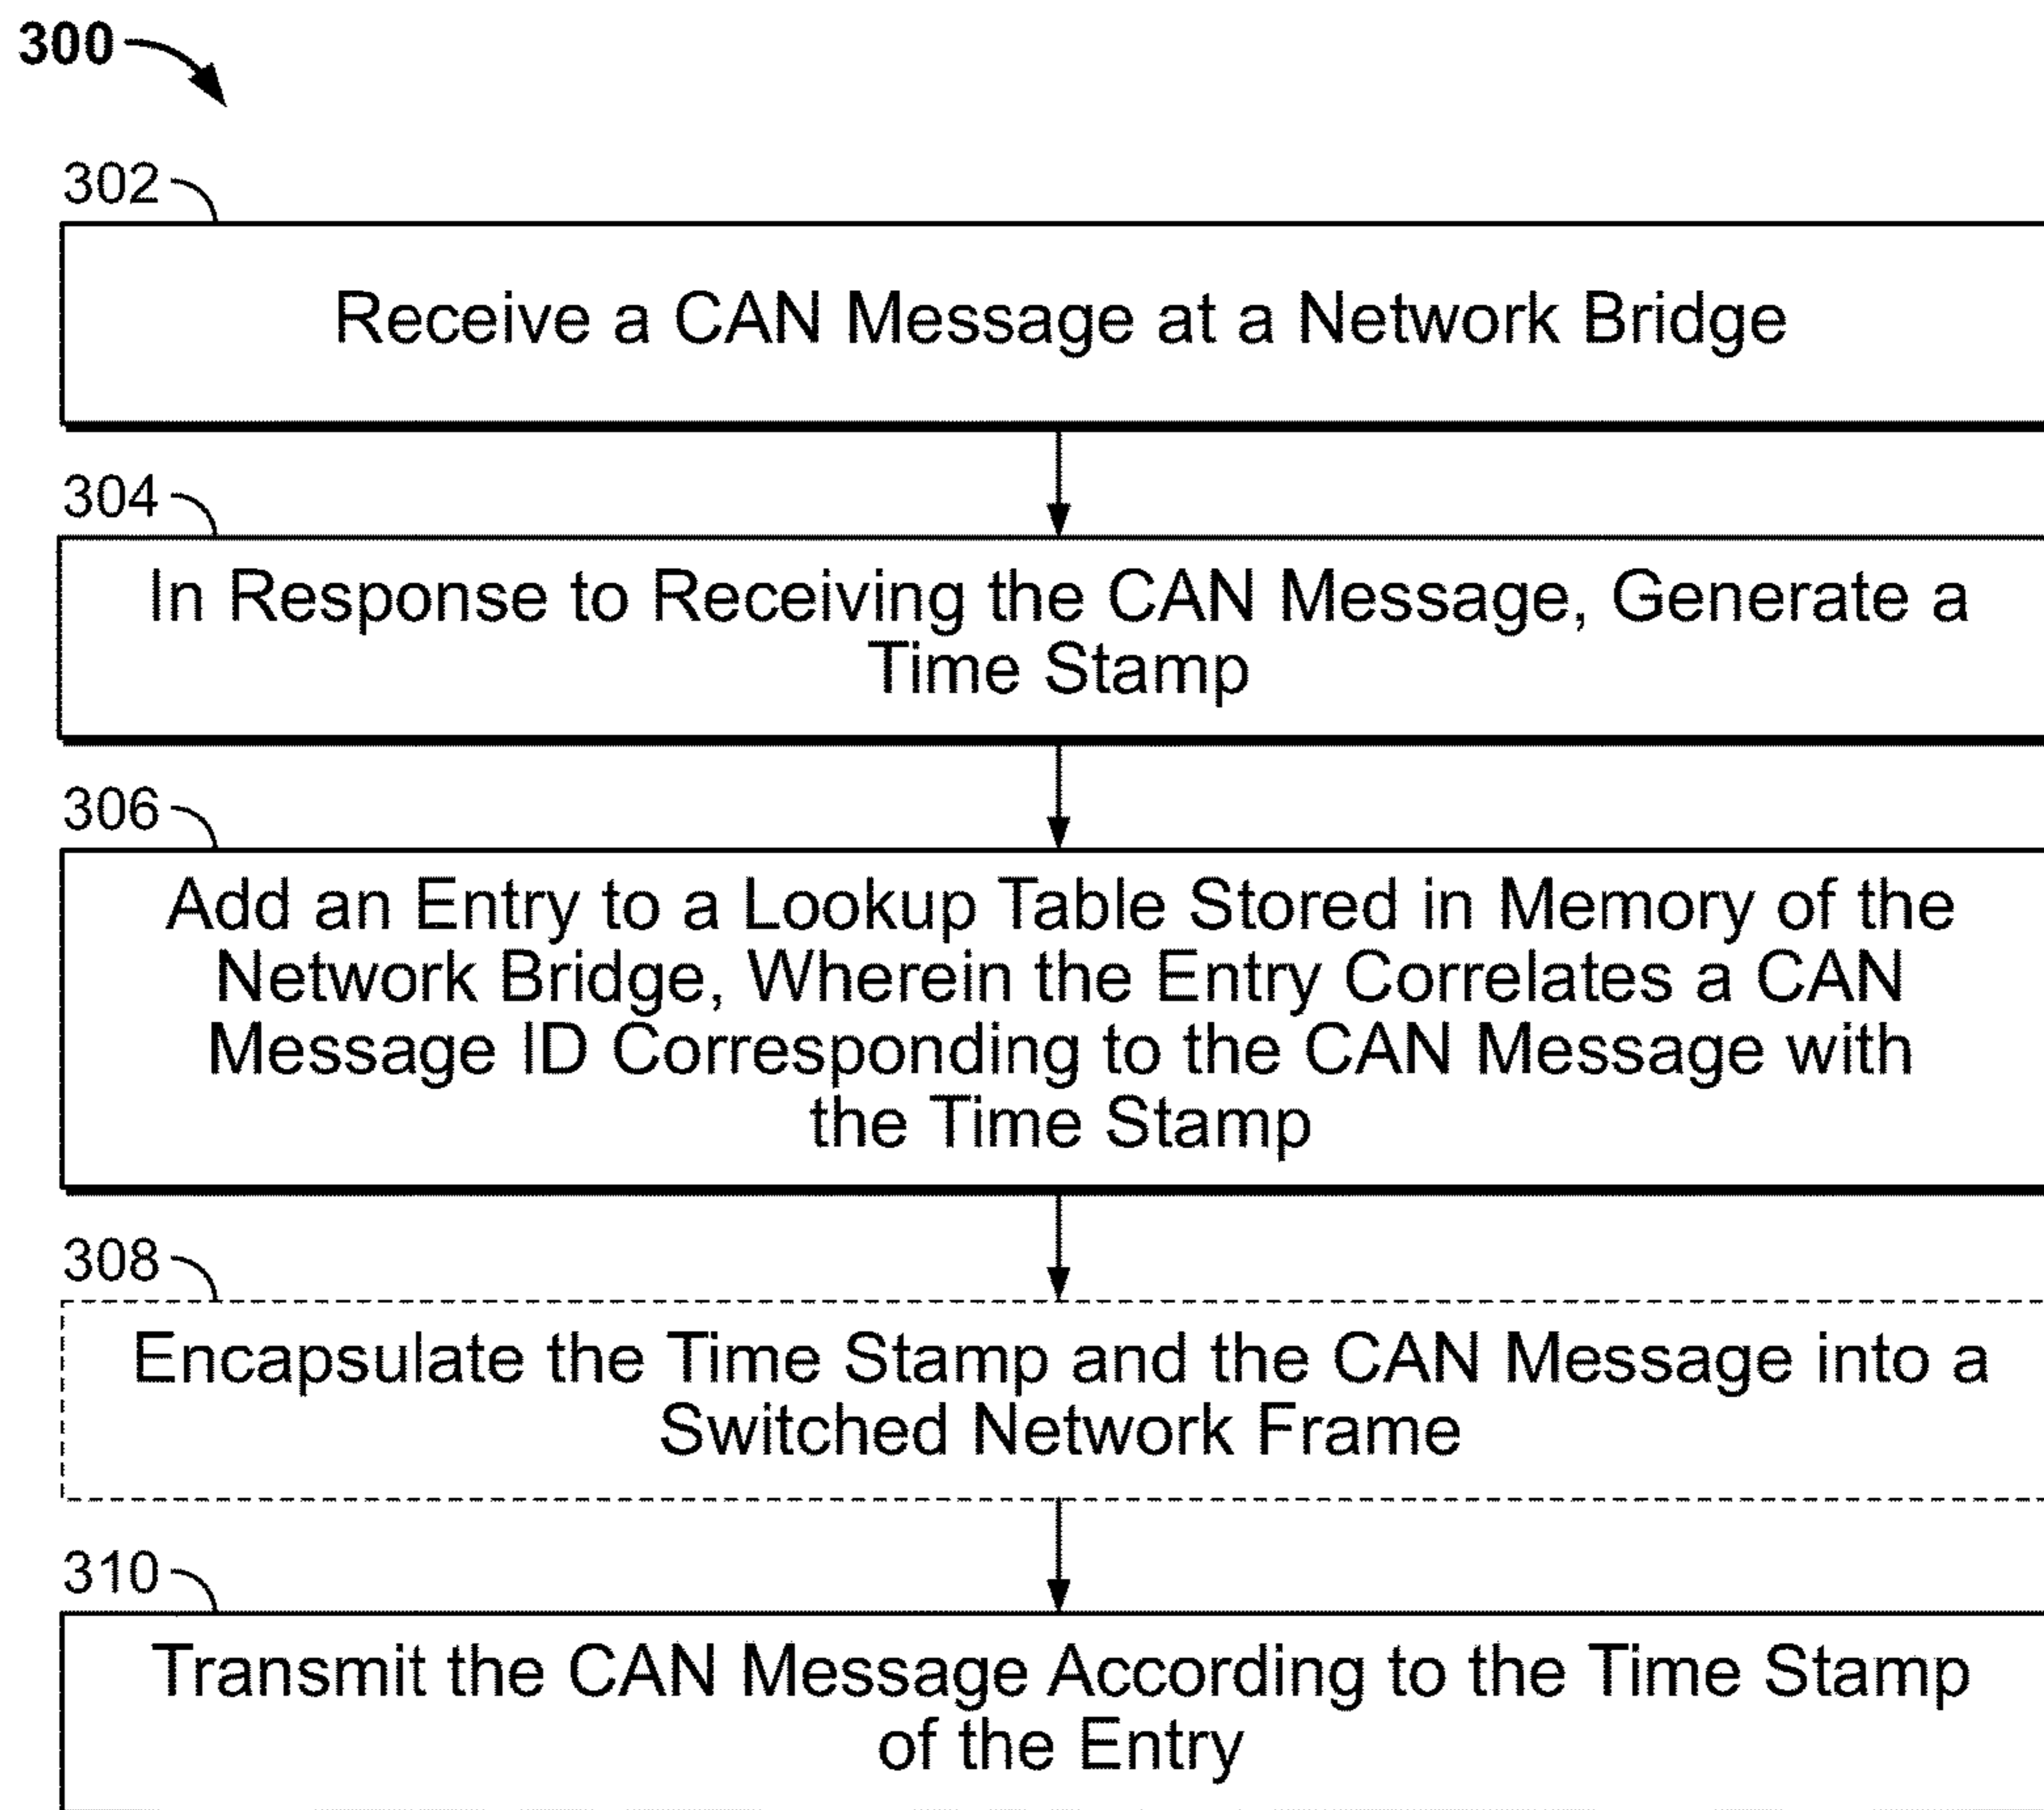 300
302
Receive a CAN Message at a Network Bridge
304
In Response to Receiving the CAN Message, Generate a
Time Stamp
306
Add an Entry to a Lookup Table Stored in Memory of the
Network Bridge, Wherein the Entry Correlates a CAN
Message ID Corresponding to the CAN Message with
the Time Stamp
308
Encapsulate the Time Stamp and the CAN Message into a
Switched Network Frame
310
Transmit the CAN Message According to the Time Stamp
of the Entry